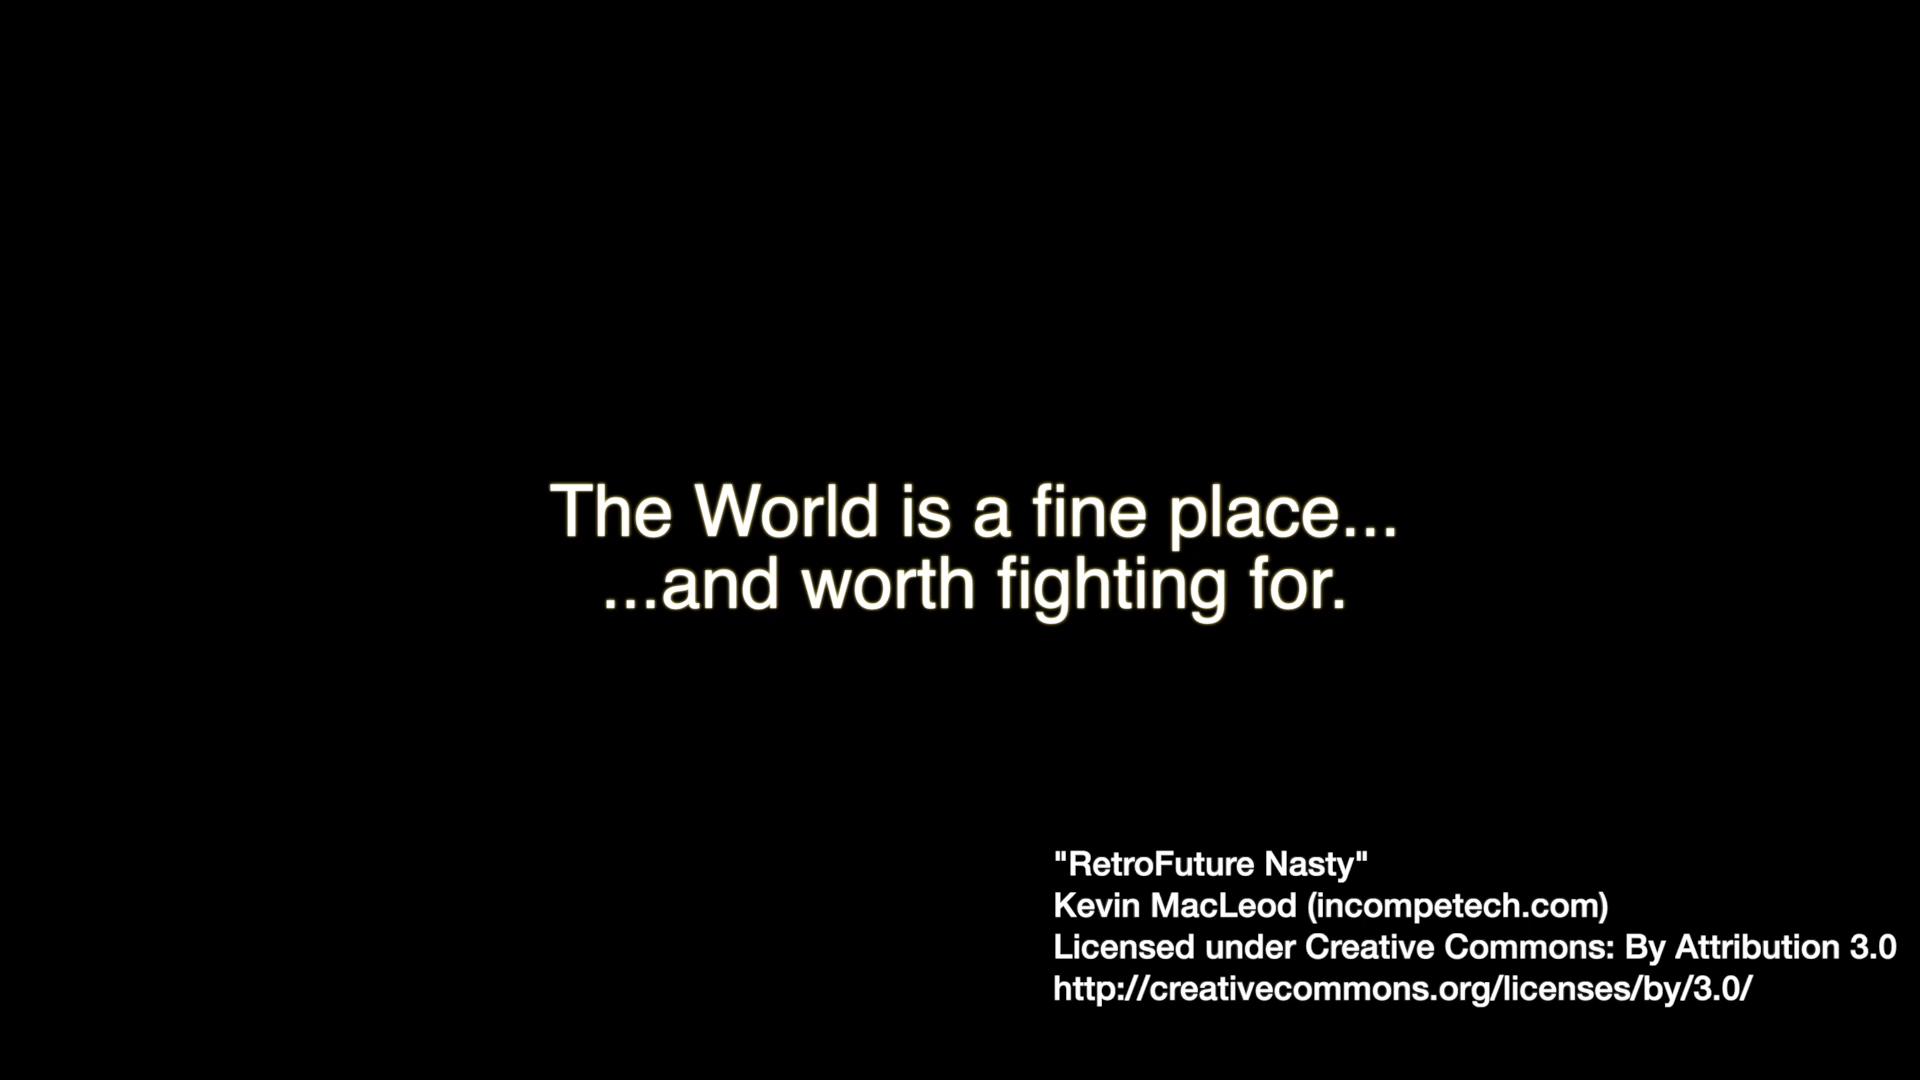 The World is a fine place...
...and worth fighting for.
"RetroFuture Nasty"
Kevin MacLeod (incompetech.com)
Licensed under Creative Commons: By Attribution 3.0
http://creativecommons.org/licenses/by/3.0/